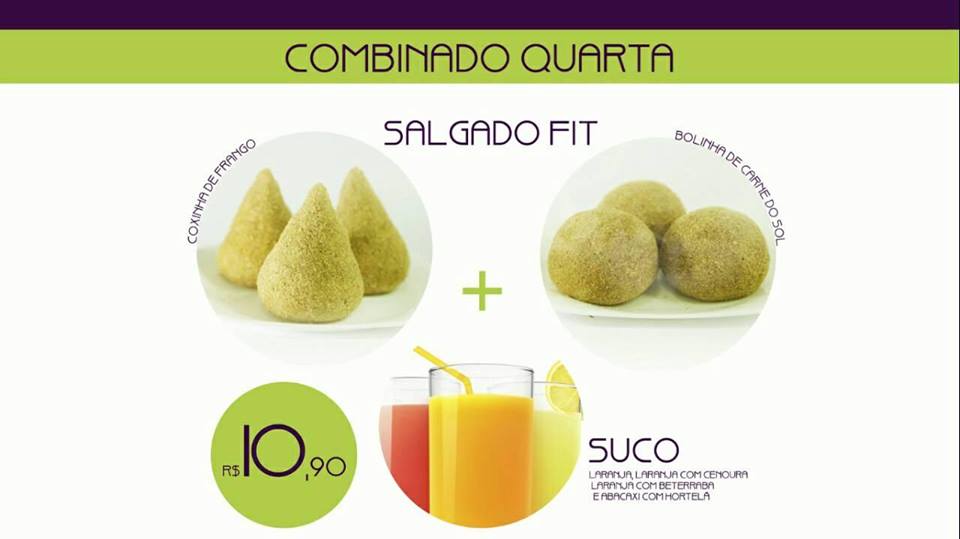 COMBINADO QUARTA
SALGADO FIT
COXINHA DE FRANGO
BOLINHA DE CARNE DO SOL
+
R$10,90
SUCO
LARANJA, LARANJA COM CENOURA
LARANJA COM BETERRABA
E ABACAXI COM HORTELÃ